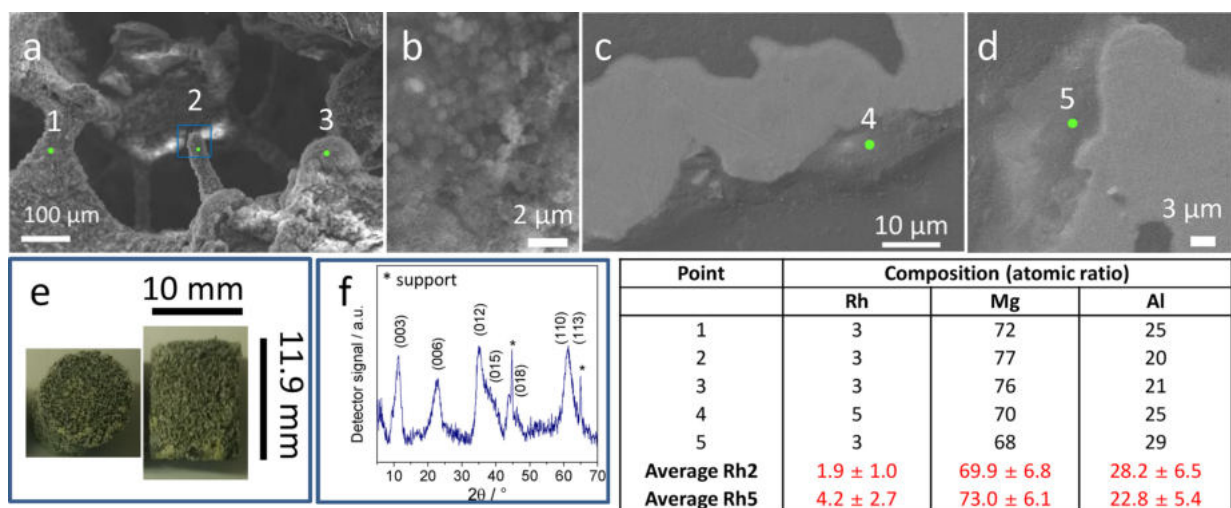 a
1
2
3
100 μm
b
2 μm
c
4
10 μm
d
5
3 μm
e
10 mm
11.9 mm
f
* support
(003)
(006)
(012)
(015)
*
(018)
(110)
(113)
*
Detector signal / a.u.
10 20 30 40 50 60 70
2θ / °
Point Composition (atomic ratio)
Rh Mg Al
1 3 72 25
2 3 77 20
3 3 76 21
4 5 70 25
5 3 68 29
Average Rh2 1.9 ± 1.0 69.9 ± 6.8 28.2 ± 6.5
Average Rh5 4.2 ± 2.7 73.0 ± 6.1 22.8 ± 5.4